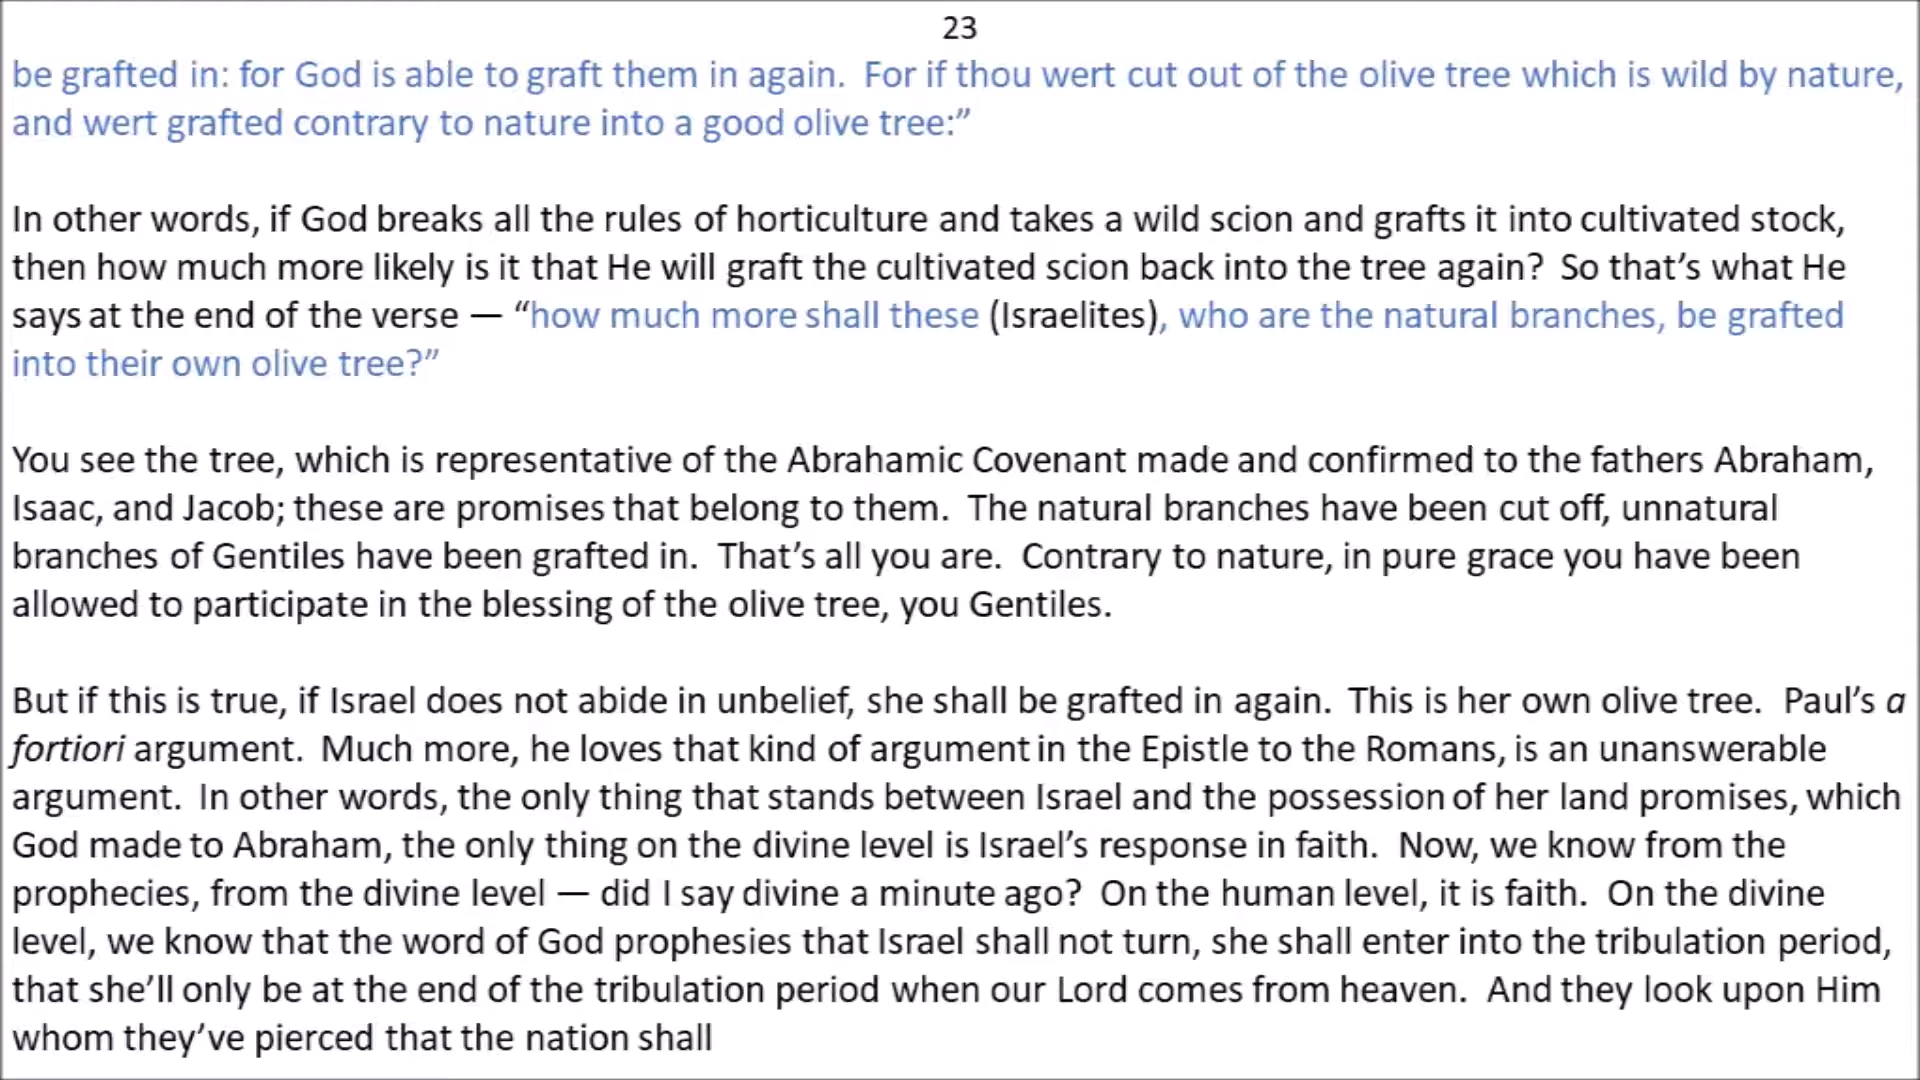 23
be grafted in: for God is able to graft them in again.  For if thou wert cut out of the olive tree which is wild by nature,
and wert grafted contrary to nature into a good olive tree:”
In other words, if God breaks all the rules of horticulture and takes a wild scion and grafts it into cultivated stock,
then how much more likely is it that He will graft the cultivated scion back into the tree again?  So that’s what He
says at the end of the verse — “how much more shall these (Israelites), who are the natural branches, be grafted
into their own olive tree?”
You see the tree, which is representative of the Abrahamic Covenant made and confirmed to the fathers Abraham,
Isaac, and Jacob; these are promises that belong to them.  The natural branches have been cut off, unnatural
branches of Gentiles have been grafted in.  That’s all you are.  Contrary to nature, in pure grace you have been
allowed to participate in the blessing of the olive tree, you Gentiles.
But if this is true, if Israel does not abide in unbelief, she shall be grafted in again.  This is her own olive tree.  Paul’s a
fortiori argument.  Much more, he loves that kind of argument in the Epistle to the Romans, is an unanswerable
argument.  In other words, the only thing that stands between Israel and the possession of her land promises, which
God made to Abraham, the only thing on the divine level is Israel’s response in faith.  Now, we know from the
prophecies, from the divine level — did I say divine a minute ago?  On the human level, it is faith.  On the divine
level, we know that the word of God prophesies that Israel shall not turn, she shall enter into the tribulation period,
that she’ll only be at the end of the tribulation period when our Lord comes from heaven.  And they look upon Him
whom they’ve pierced that the nation shall